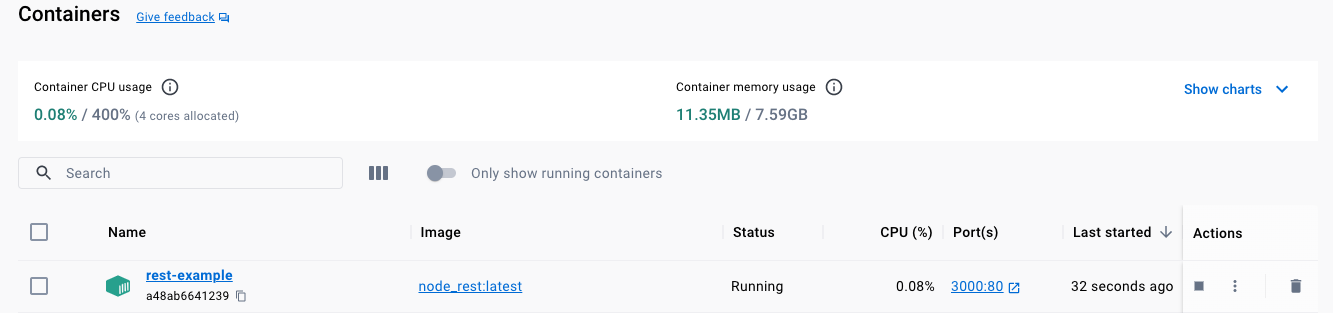 Containers Give feedback
Container CPU usage Container memory usage Show charts
0.08% / 400% (4 cores allocated) 11.35MB / 7.59GB
Search Only show running containers
Name Image Status CPU (%) Port(s) Last started Actions
rest-example
a48ab6641239
node_rest:latest Running 0.08% 3000:80 32 seconds ago